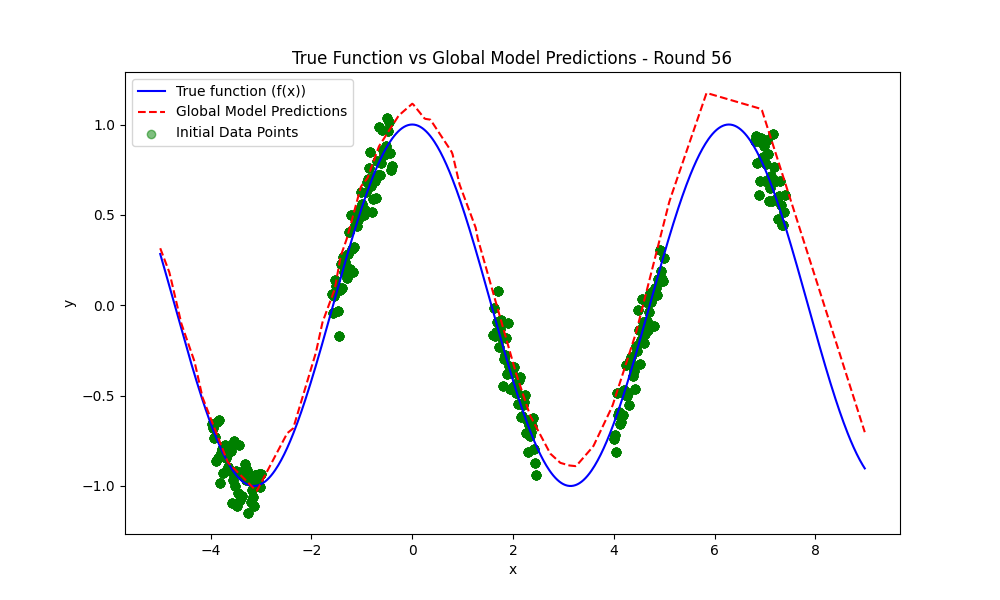 True Function vs Global Model Predictions - Round 56
True function (f(x))
Global Model Predictions
Initial Data Points
1.0
0.5
0.0
−0.5
−1.0
y
−4
−2
0
2
4
6
8
x